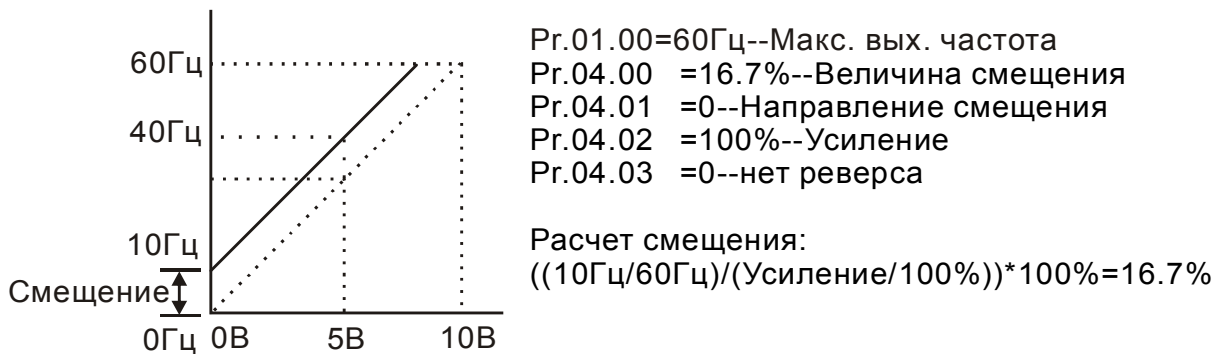 60Гц
40Гц
10Гц
Смещение
0Гц 0В 5В 10В
Pr.01.00=60Гц--Макс. вых. частота
Pr.04.00 =16.7%--Величина смещения
Pr.04.01 =0--Направление смещения
Pr.04.02 =100%--Усиление
Pr.04.03 =0--нет реверса
Расчет смещения:
((10Гц/60Гц)/(Усиление/100%))*100%=16.7%